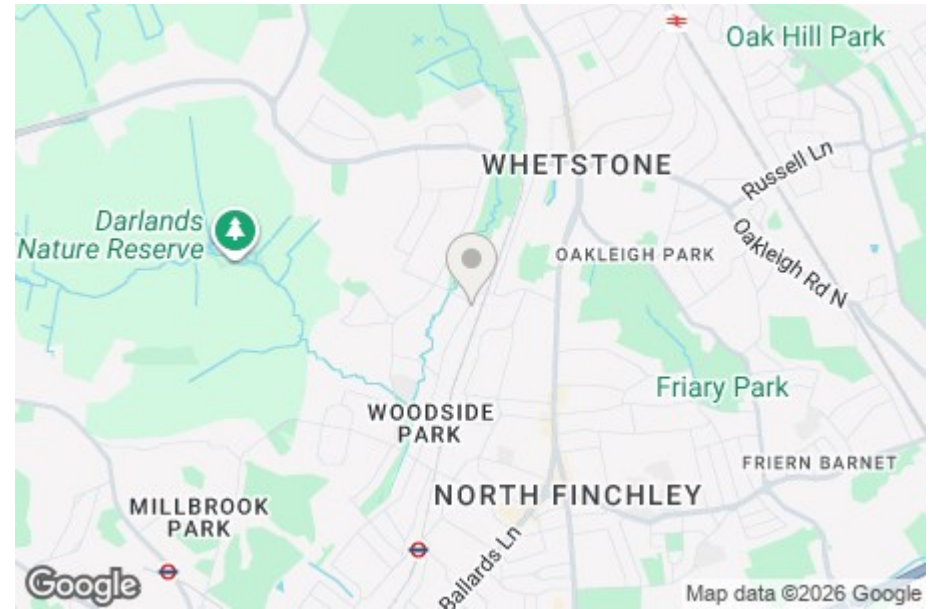 Oak Hill Park
WHETSTONE
Russell Ln
Darlands
Nature Reserve
OAKLEIGH PARK
Oakleigh Rd N
Friary Park
WOODSIDE
PARK
FRIERN BARNET
NORTH FINCHLEY
MILLBROOK
PARK
Ballards Ln
Google
Map data ©2026 Google